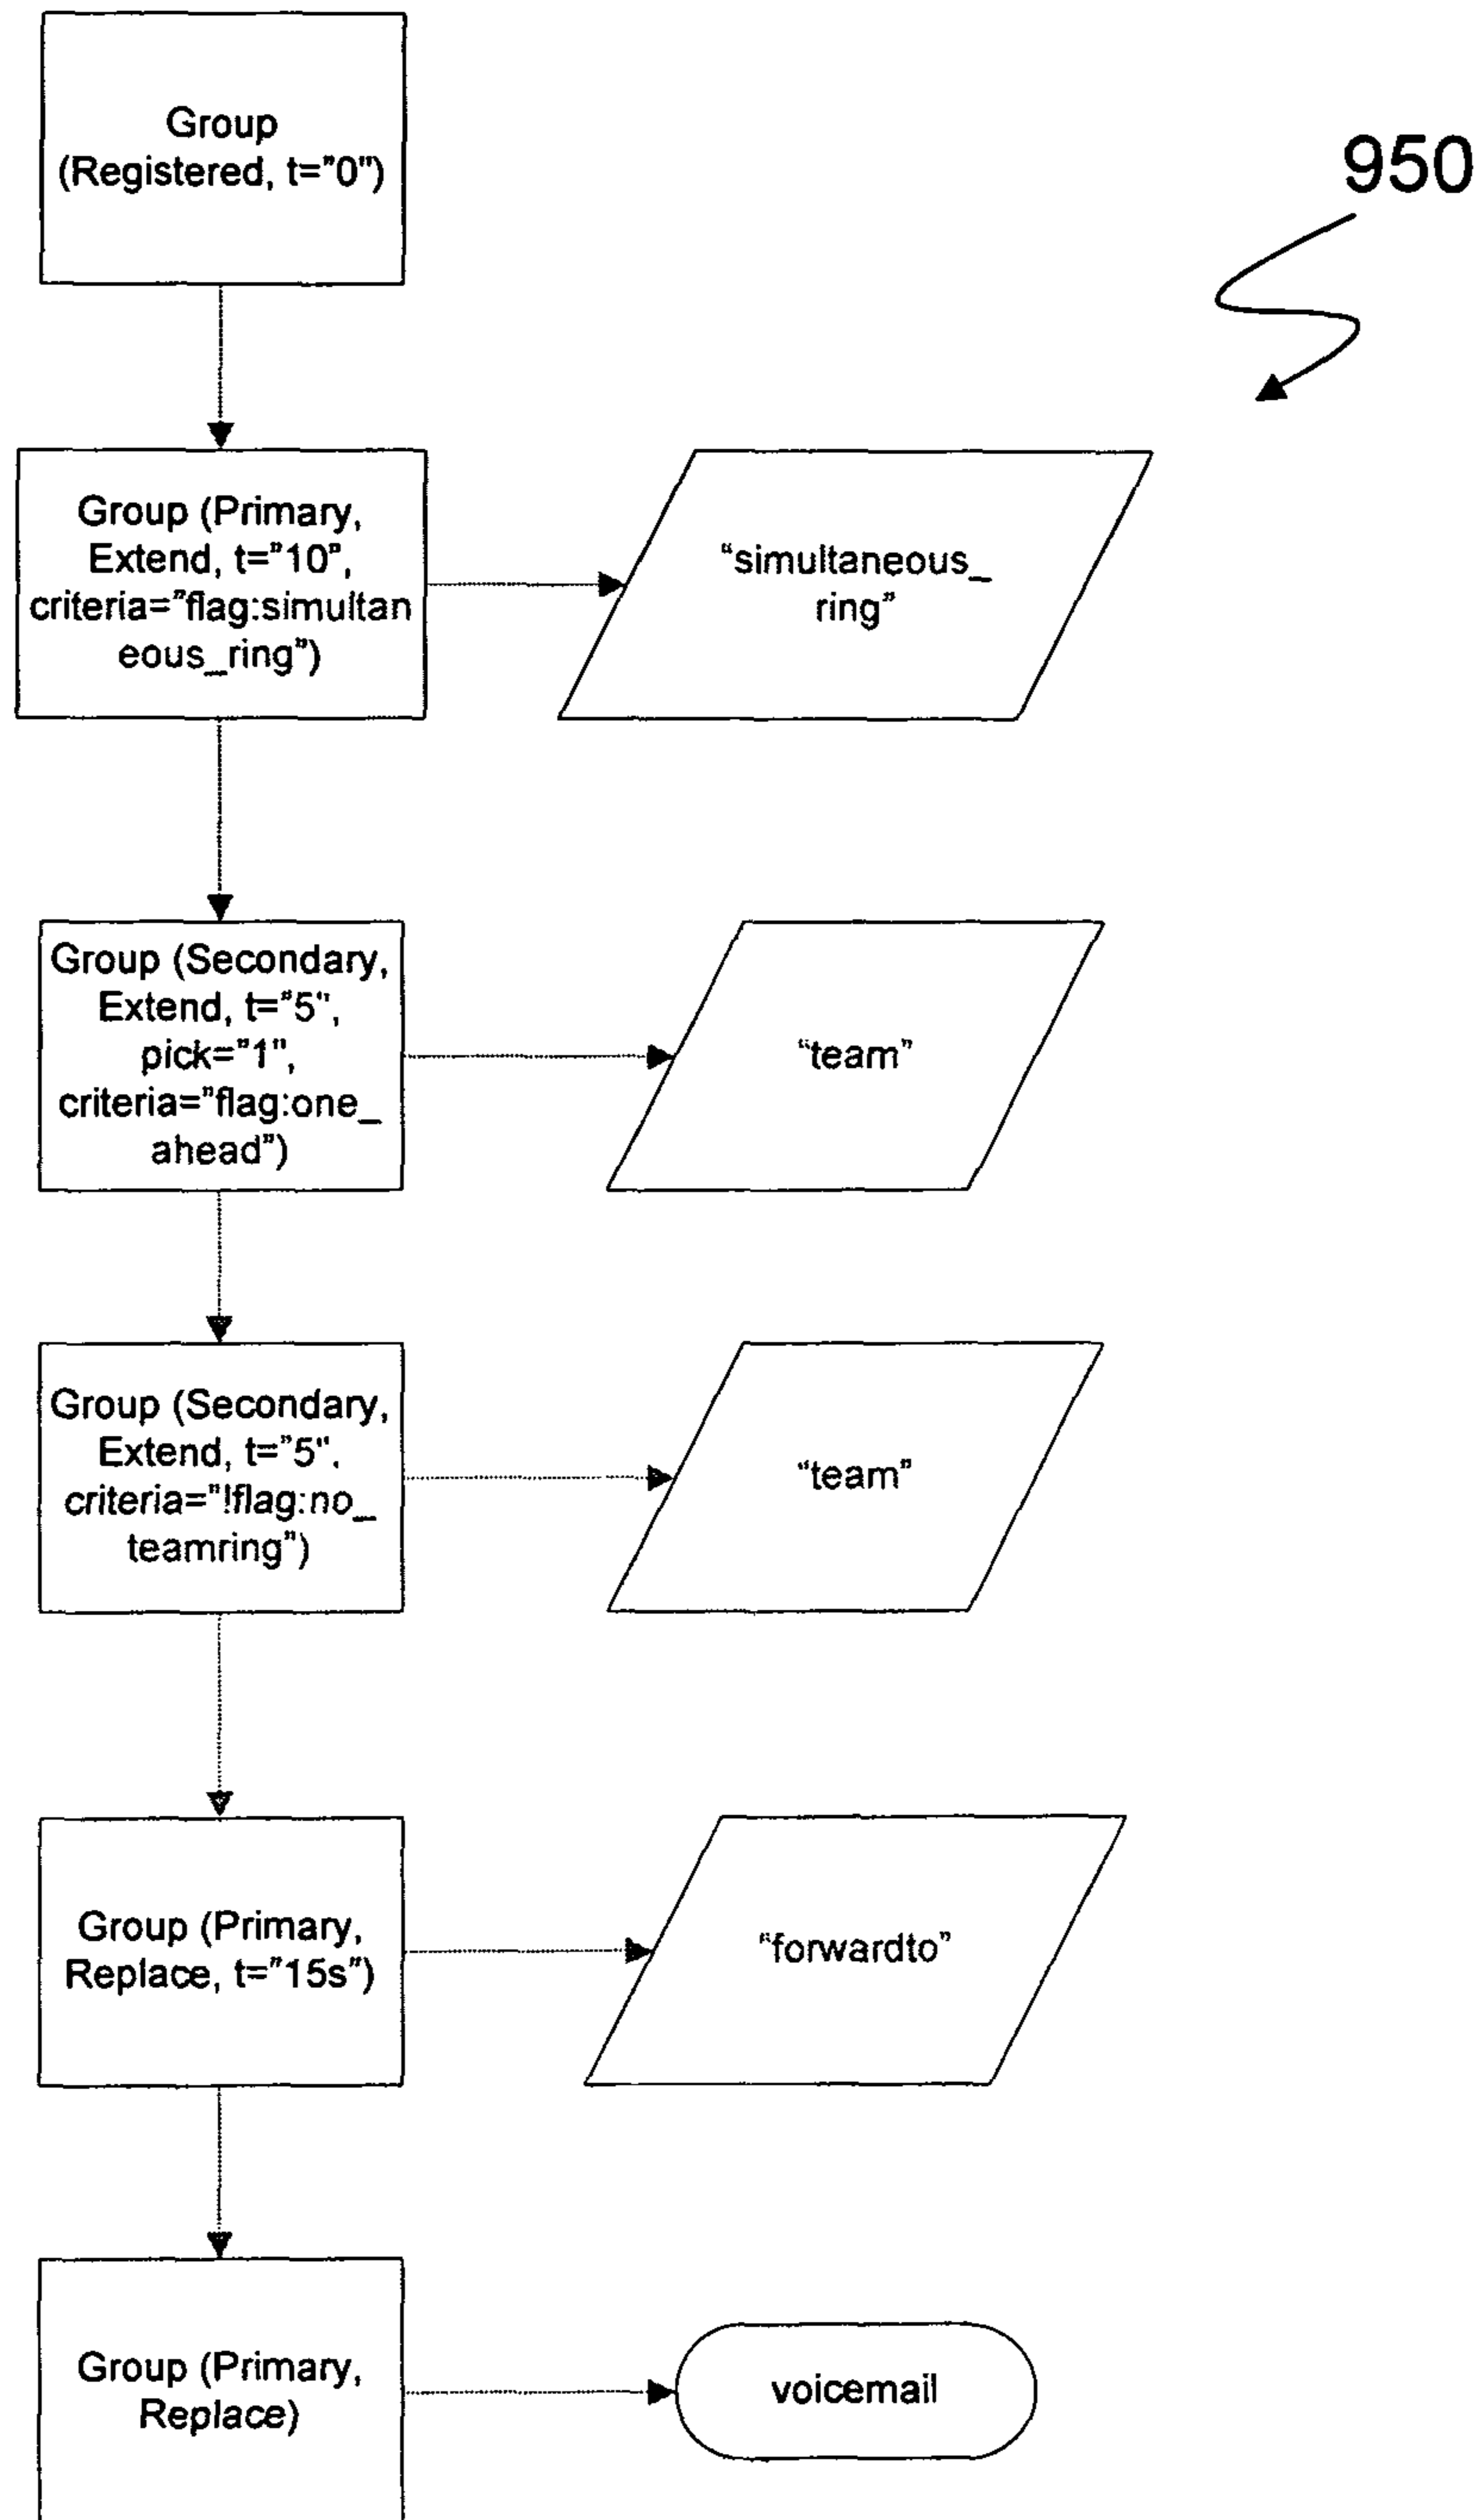 Group
(Registered, t="0")
950
Group (Primary,
Extend, t="10",
criteria="flag:simultan
eous_ring")
"simultaneous_
ring"
Group (Secondary,
Extend, t="5",
pick="1",
criteria="flag:one_
ahead")
"team"
Group (Secondary,
Extend, t="5",
criteria="!flag:no_
teamring")
"team"
Group (Primary,
Replace, t="15s")
"forwardto"
Group (Primary,
Replace)
voicemail